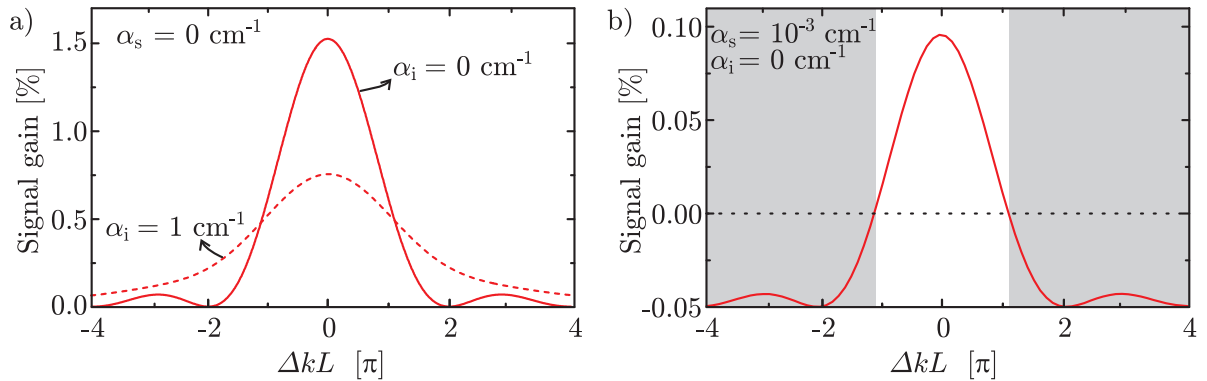 a)
αs = 0 cm-1
αi = 0 cm-1
αi = 1 cm-1
Signal gain [%]
1.5
1.0
0.5
0.0
-4
-2
0
2
4
ΔkL [π]
b)
αs = 10-3 cm-1
αi = 0 cm-1
Signal gain [%]
0.10
0.05
0.00
-0.05
-4
-2
0
2
4
ΔkL [π]